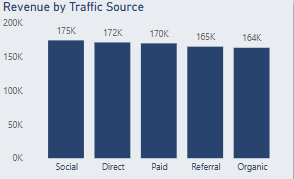 Revenue by Traffic Source
200K
175K 172K 170K 165K 164K
150K
100K
50K
0K
Social Direct Paid Referral Organic